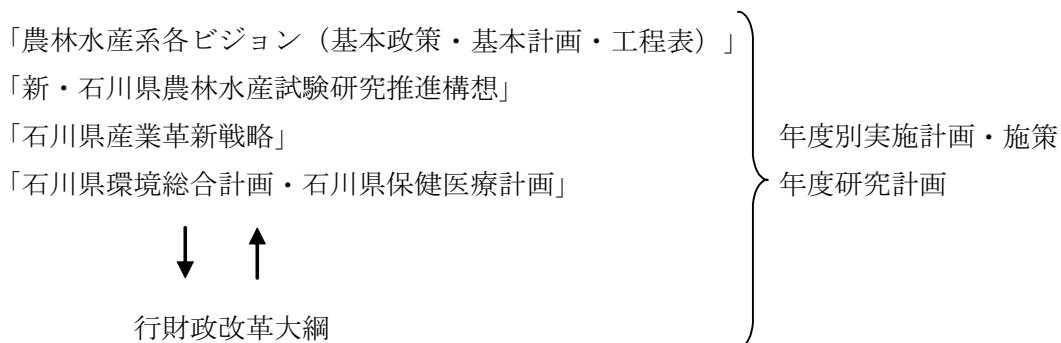 「農林水産系各ビジョン（基本政策・基本計画・工程表）」
「新・石川県農林水産試験研究推進構想」
「石川県産業革新戦略」
年度別実施計画・施策
「石川県環境総合計画・石川県保健医療計画」
年度研究計画
行財政改革大綱